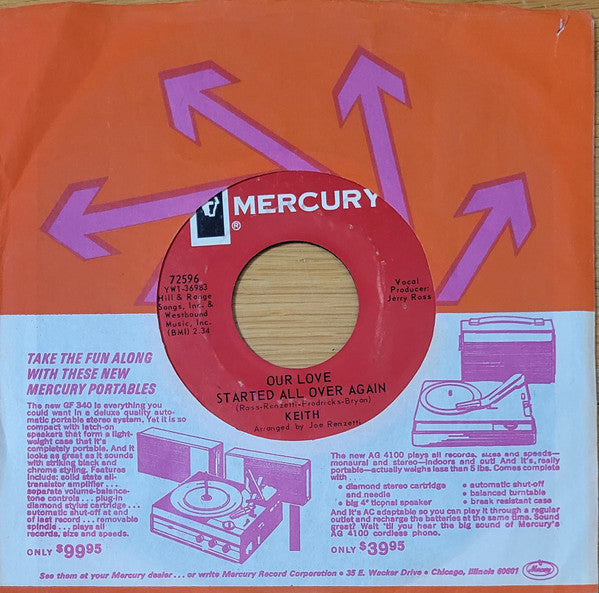 MERCURY
®
72596
YW1-36983
Hill & Range
Songs, Inc. &
Westbound
Music, Inc.
(BMI) 2:34
Vocal
Producer:
Jerry Ross
OUR LOVE
STARTED ALL OVER AGAIN
(Ross-Renzetti-Fredricks-Bryan)
KEITH
Arranged by Joe Renzetti
TAKE THE FUN ALONG
WITH THESE NEW
MERCURY PORTABLES
The new GF 340 is everything you
could want in a deluxe quality auto-
matic portable stereo system. Yet it is so
compact with latch-on
speakers that form a light-
weight case that it's
completely portable. And it
looks as great as it sounds
with striking black and
chrome styling. Features
include: solid state all-
transistor amplifier ...
separate volume-balance-
tone controls ... plug-in
diamond stylus cartridge ...
automatic shut-off at end
of last record ... removable
spindle ... plays all
records, size and speeds.
ONLY $99.95
The new AG 4100 plays all records, sizes and speeds—
monaural and stereo—indoors and out! And it's, really
portable—actually weighs less than 5 lbs. Comes complete
with ..
• diamond stereo cartridge
and needle
• big 4" ticonal speaker
• automatic shut-off
• balanced turntable
• break resistant case
And it's AC adaptable so you can play it through a regular
outlet and recharge the batteries at the same time. Sound
great? Wait 'til you hear the big sound of Mercury's
AG 4100 cordless phono.
ONLY $39.95
See them at your Mercury dealer ... or write Mercury Record Corporation • 35 E. Wacker Drive • Chicago, Illinois 60601
Mercury